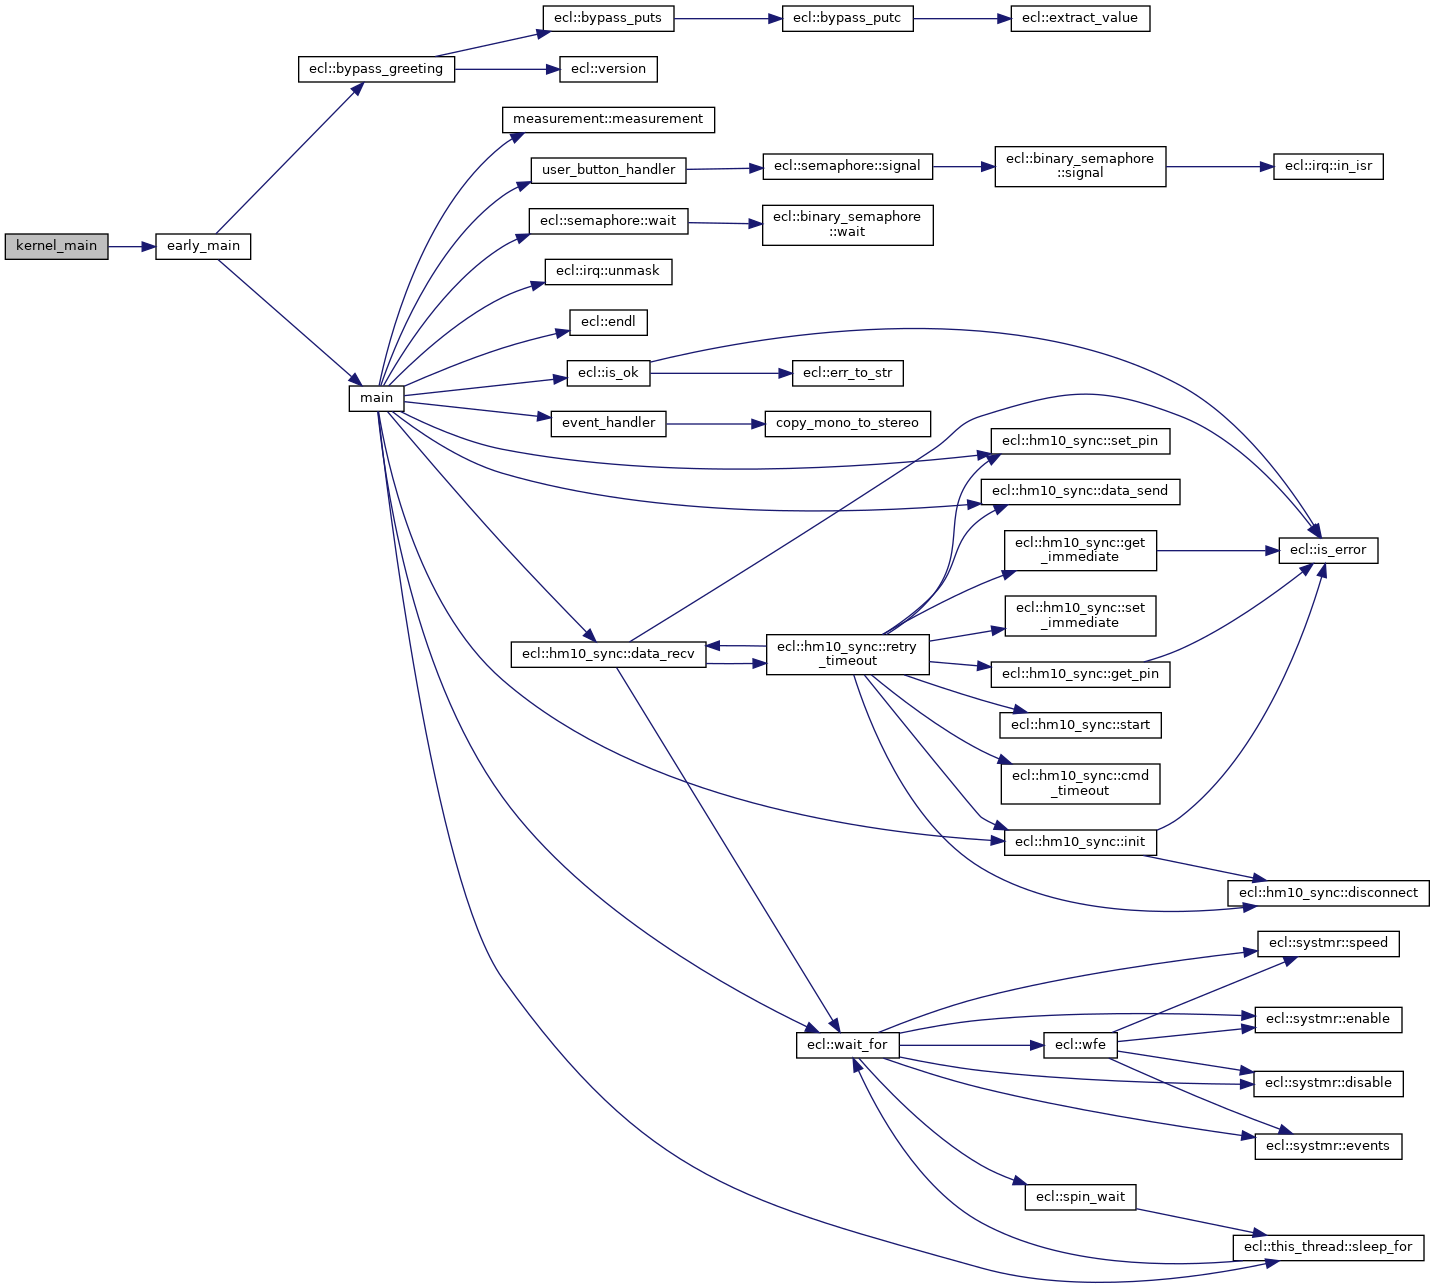 ecl::bypass_puts
ecl::bypass_putc
ecl::extract_value
ecl::bypass_greeting
ecl::version
measurement::measurement
user_button_handler
ecl::semaphore::signal
ecl::binary_semaphore
::signal
ecl::irq::in_isr
ecl::semaphore::wait
ecl::binary_semaphore
::wait
kernel_main
early_main
ecl::irq::unmask
ecl::endl
ecl::is_ok
ecl::err_to_str
main
event_handler
copy_mono_to_stereo
ecl::hm10_sync::set_pin
ecl::hm10_sync::data_send
ecl::hm10_sync::get
_immediate
ecl::is_error
ecl::hm10_sync::set
_immediate
ecl::hm10_sync::data_recv
ecl::hm10_sync::retry
_timeout
ecl::hm10_sync::get_pin
ecl::hm10_sync::start
ecl::hm10_sync::cmd
_timeout
ecl::hm10_sync::init
ecl::hm10_sync::disconnect
ecl::systmr::speed
ecl::systmr::enable
ecl::wait_for
ecl::wfe
ecl::systmr::disable
ecl::systmr::events
ecl::spin_wait
ecl::this_thread::sleep_for